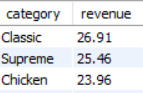 category revenue
Classic 26.91
Supreme 25.46
Chicken 23.96